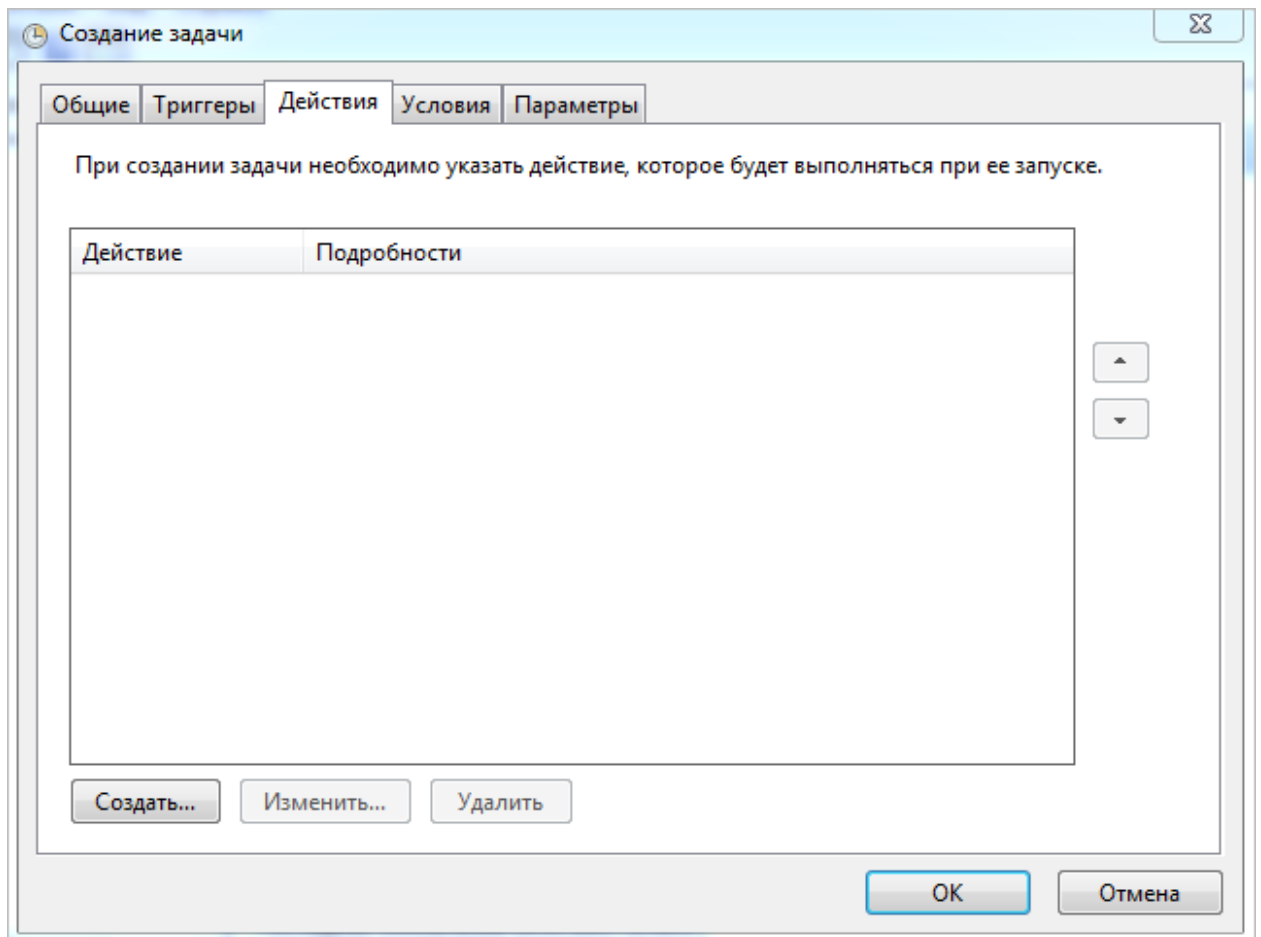 Создание задачи
Общие Триггеры Действия Условия Параметры
При создании задачи необходимо указать действие, которое будет выполняться при ее запуске.
Действие Подробности
Создать... Изменить... Удалить
ОК Отмена